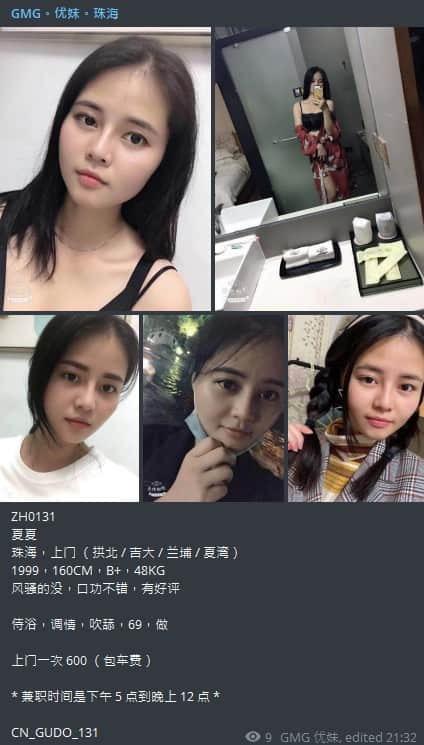 GMG。优妹。珠海
ZH0131
夏夏
珠海，上门（拱北 / 吉大 / 兰埔 / 夏湾）
1999，160CM，B+，48KG
风骚的没，口功不错，有好评
侍浴，调情，吹舔，69，做
上门一次 600（包车费）
* 兼职时间是下午 5 点到晚上 12 点 *
CN_GUDO_131
9 GMG 优妹, edited 21:32